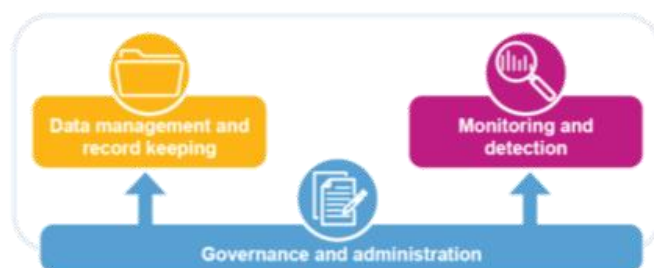 Data management and
record keeping
Monitoring and
detection
Governance and administration